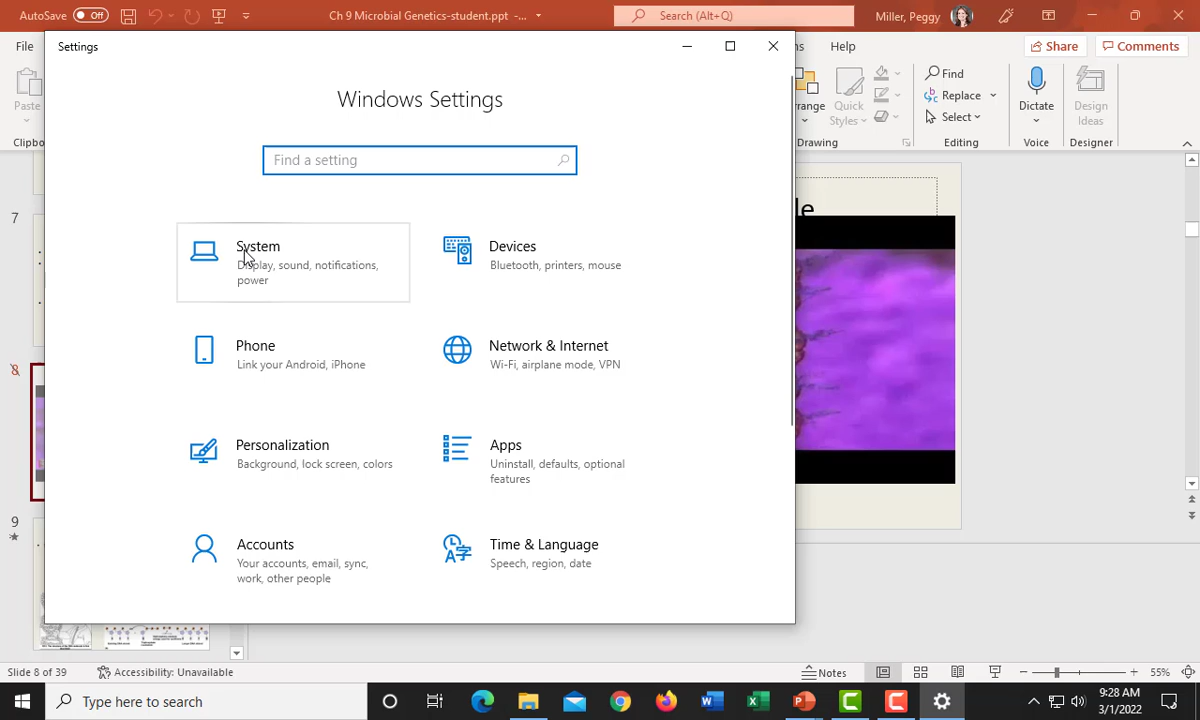 AutoSave Off
Ch 9 Microbial Genetics-student.ppt -...
Search (Alt+Q)
Miller, Peggy
File
Help
Share
Comments
Settings
Windows Settings
Find a setting
System
Display, sound, notifications,
power
Devices
Bluetooth, printers, mouse
Phone
Link your Android, iPhone
Network & Internet
Wi-Fi, airplane mode, VPN
Personalization
Background, lock screen, colors
Apps
Uninstall, defaults, optional
features
Accounts
Your accounts, email, sync,
work, other people
Time & Language
Speech, region, date
Paste
Quick
Styles
Find
Replace
Select
Dictate
Design
Ideas
Drawing
Editing
Voice
Designer
7
8
9
Slide 8 of 39
Accessibility: Unavailable
Notes
55%
Type here to search
9:28 AM
3/1/2022